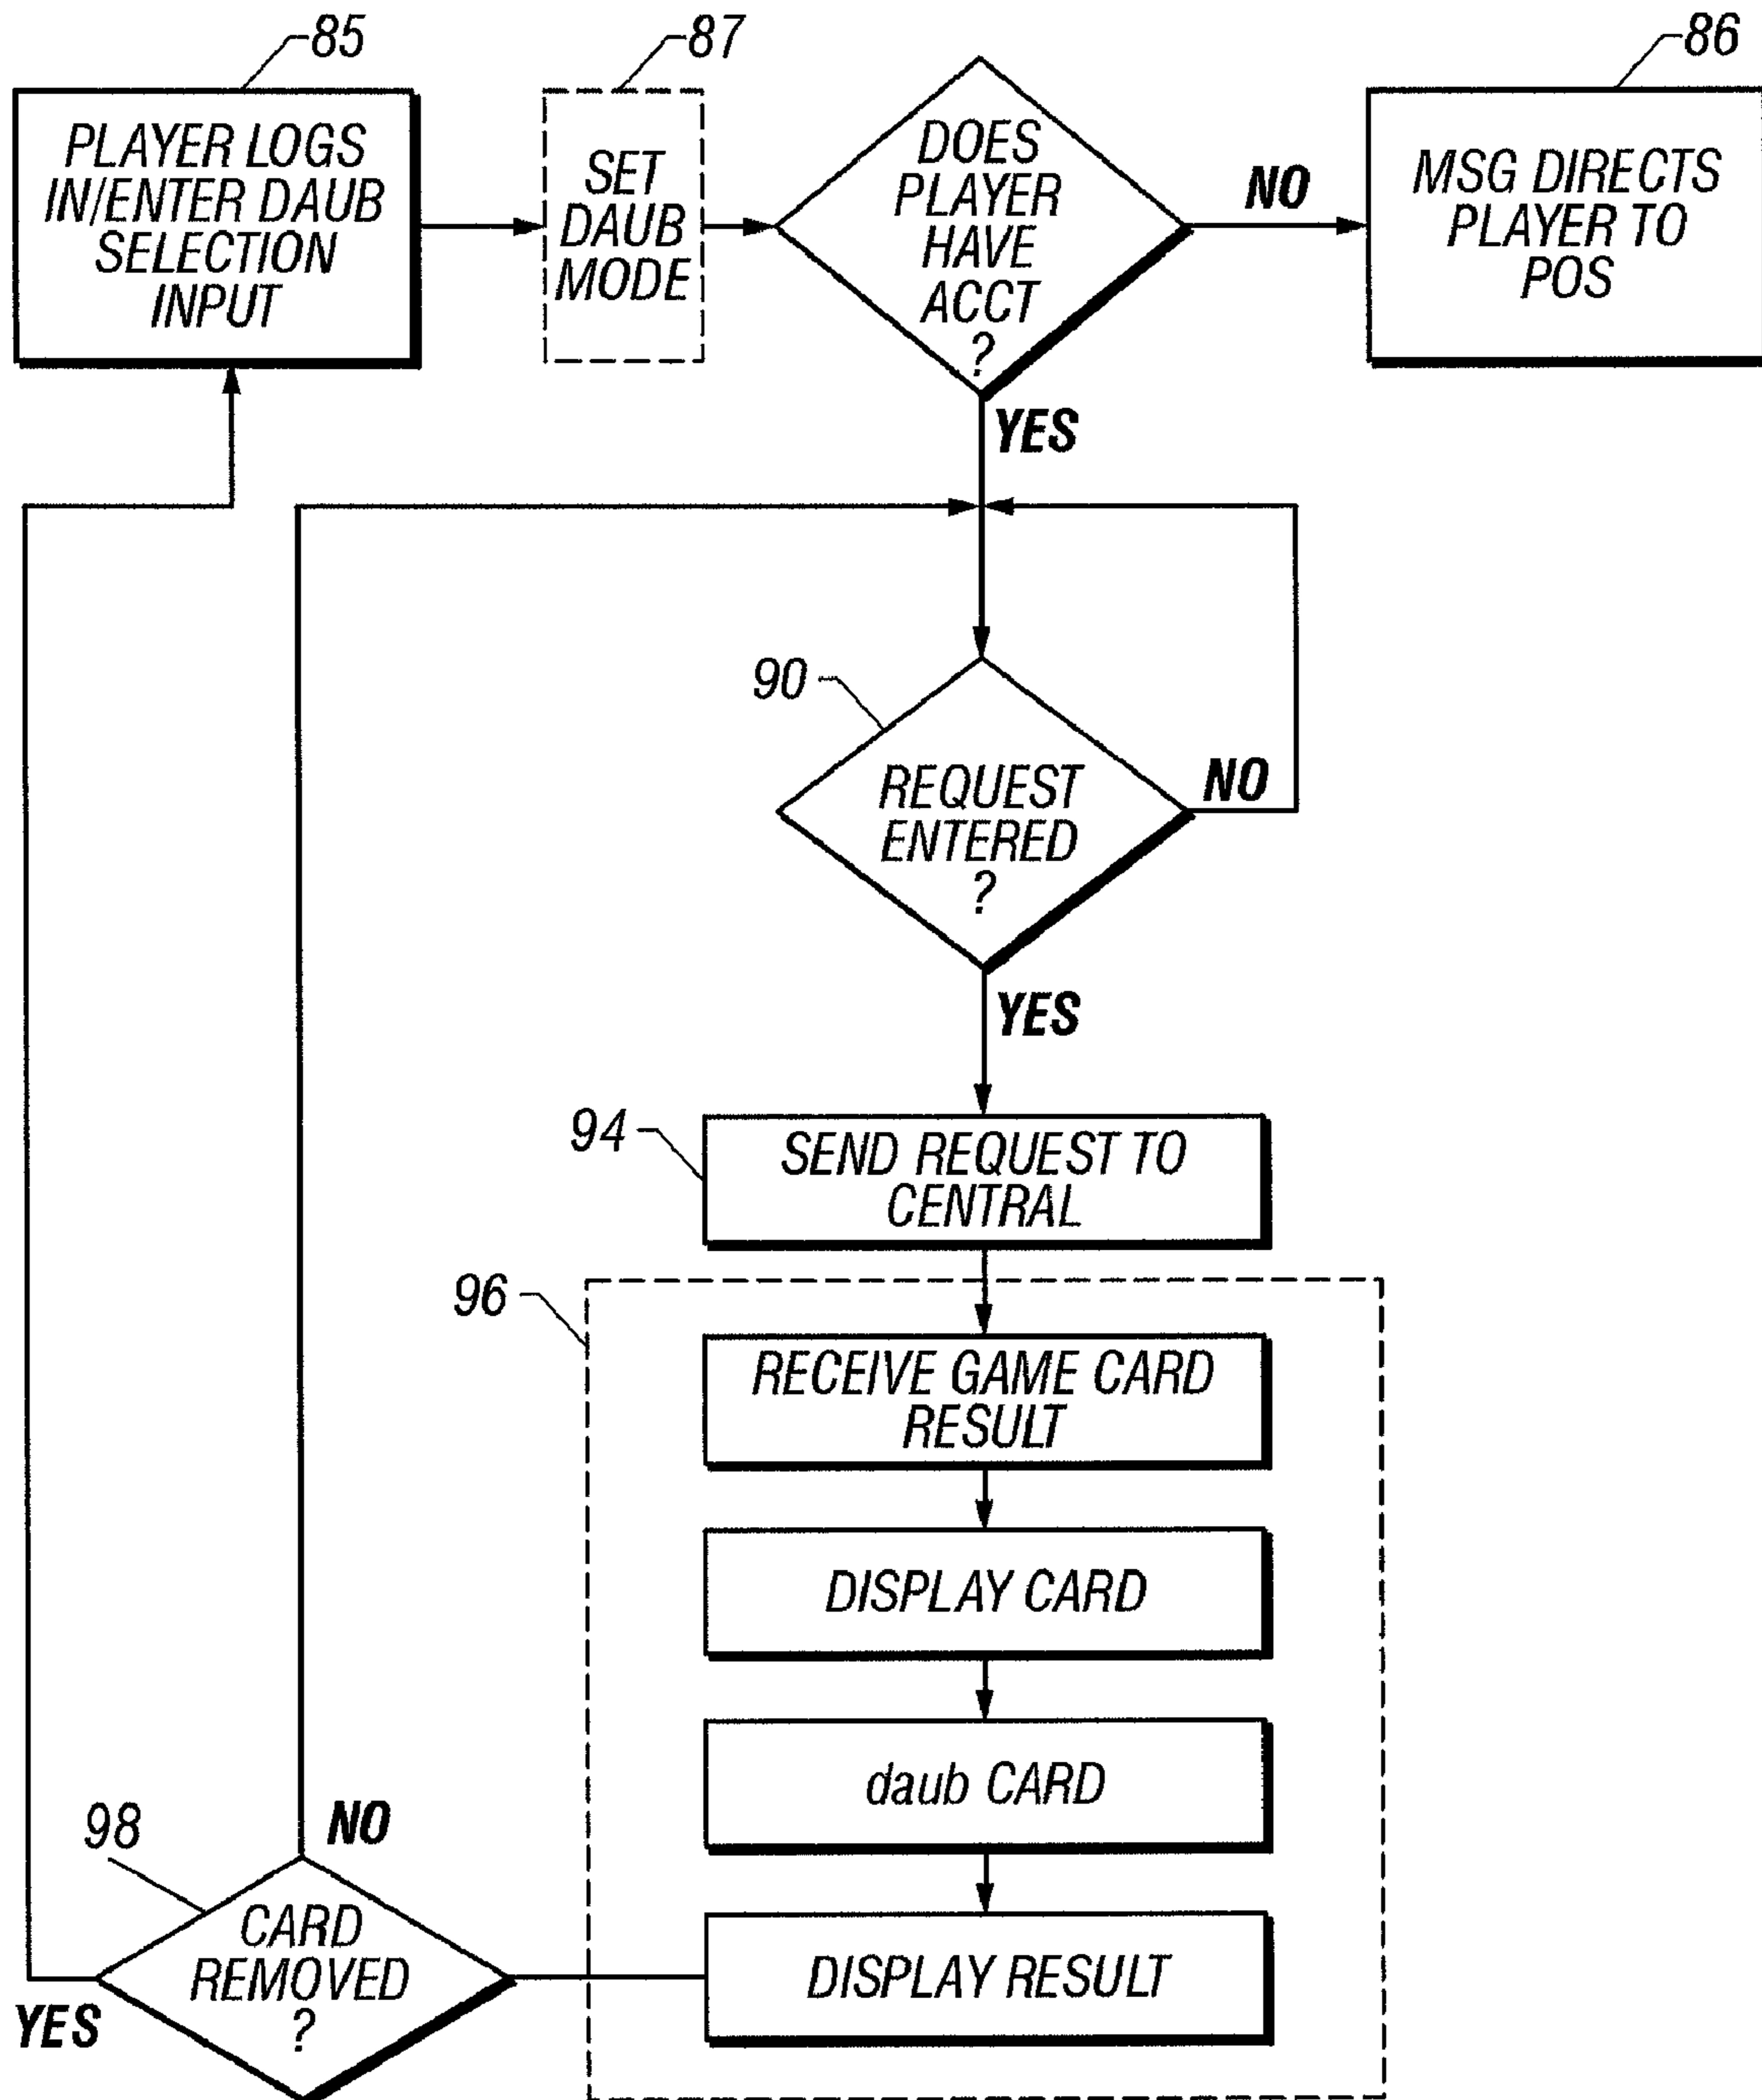 85
87
86
PLAYER LOGS
IN/ENTER DAUB
SELECTION
INPUT
SET
DAUB
MODE
DOES
PLAYER
HAVE
ACCT
?
NO
MSG DIRECTS
PLAYER TO
POS
YES
90
REQUEST
ENTERED
?
NO
YES
94
SEND REQUEST TO
CENTRAL
96
RECEIVE GAME CARD
RESULT
DISPLAY CARD
daub CARD
DISPLAY RESULT
98
NO
CARD
REMOVED
?
YES